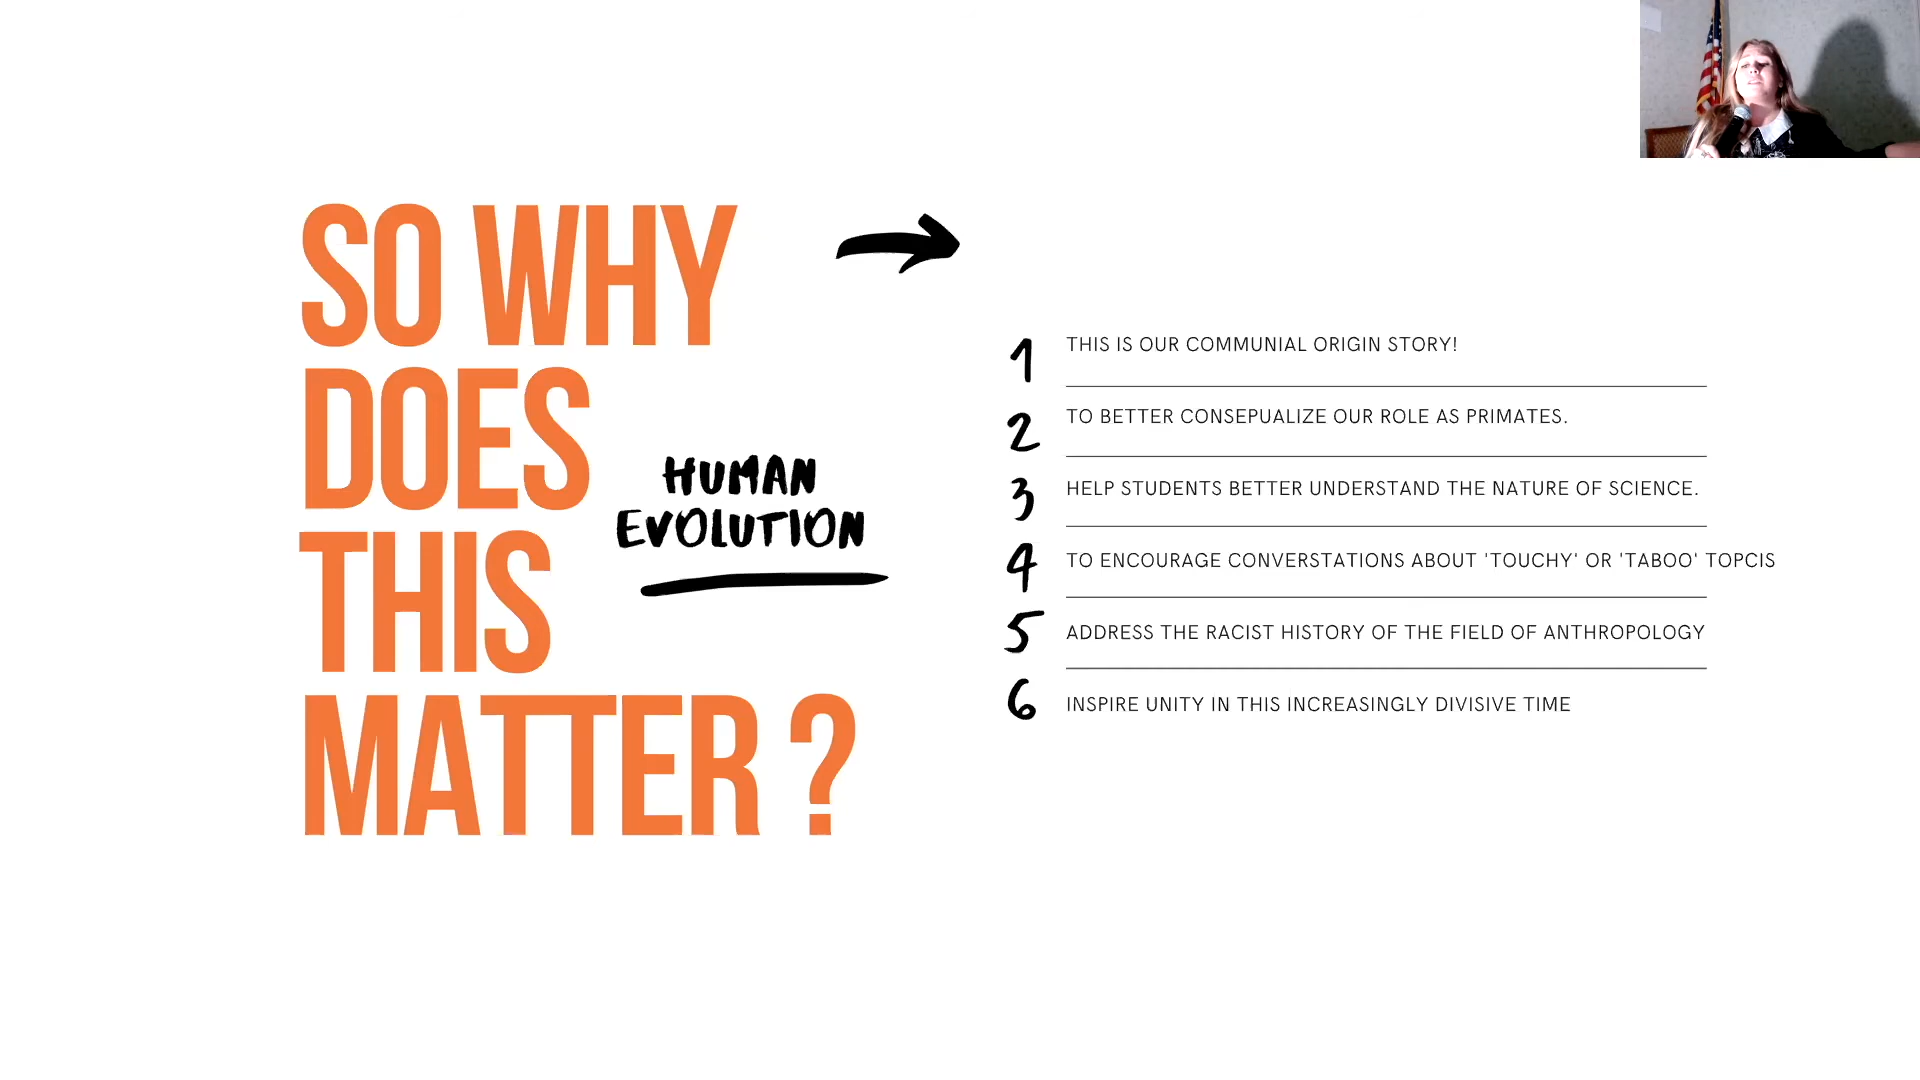 SO WHY
DOES
THIS
MATTER ?
HUMAN
EVOLUTION
1 THIS IS OUR COMMUNIAL ORIGIN STORY!
2 TO BETTER CONSEPUALIZE OUR ROLE AS PRIMATES.
3 HELP STUDENTS BETTER UNDERSTAND THE NATURE OF SCIENCE.
4 TO ENCOURAGE CONVERSTATIONS ABOUT 'TOUCHY' OR 'TABOO' TOPCIS
5 ADDRESS THE RACIST HISTORY OF THE FIELD OF ANTHROPOLOGY
6 INSPIRE UNITY IN THIS INCREASINGLY DIVISIVE TIME